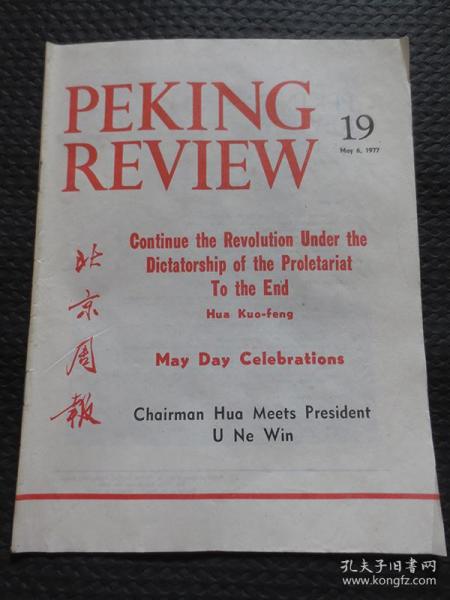 PEKING
REVIEW
19
May 6, 1977
北京周報
Continue the Revolution Under the
Dictatorship of the Proletariat
To the End
Hua Kuo-feng
May Day Celebrations
Chairman Hua Meets President
U Ne Win
孔夫子旧书网
www.kongfz.com